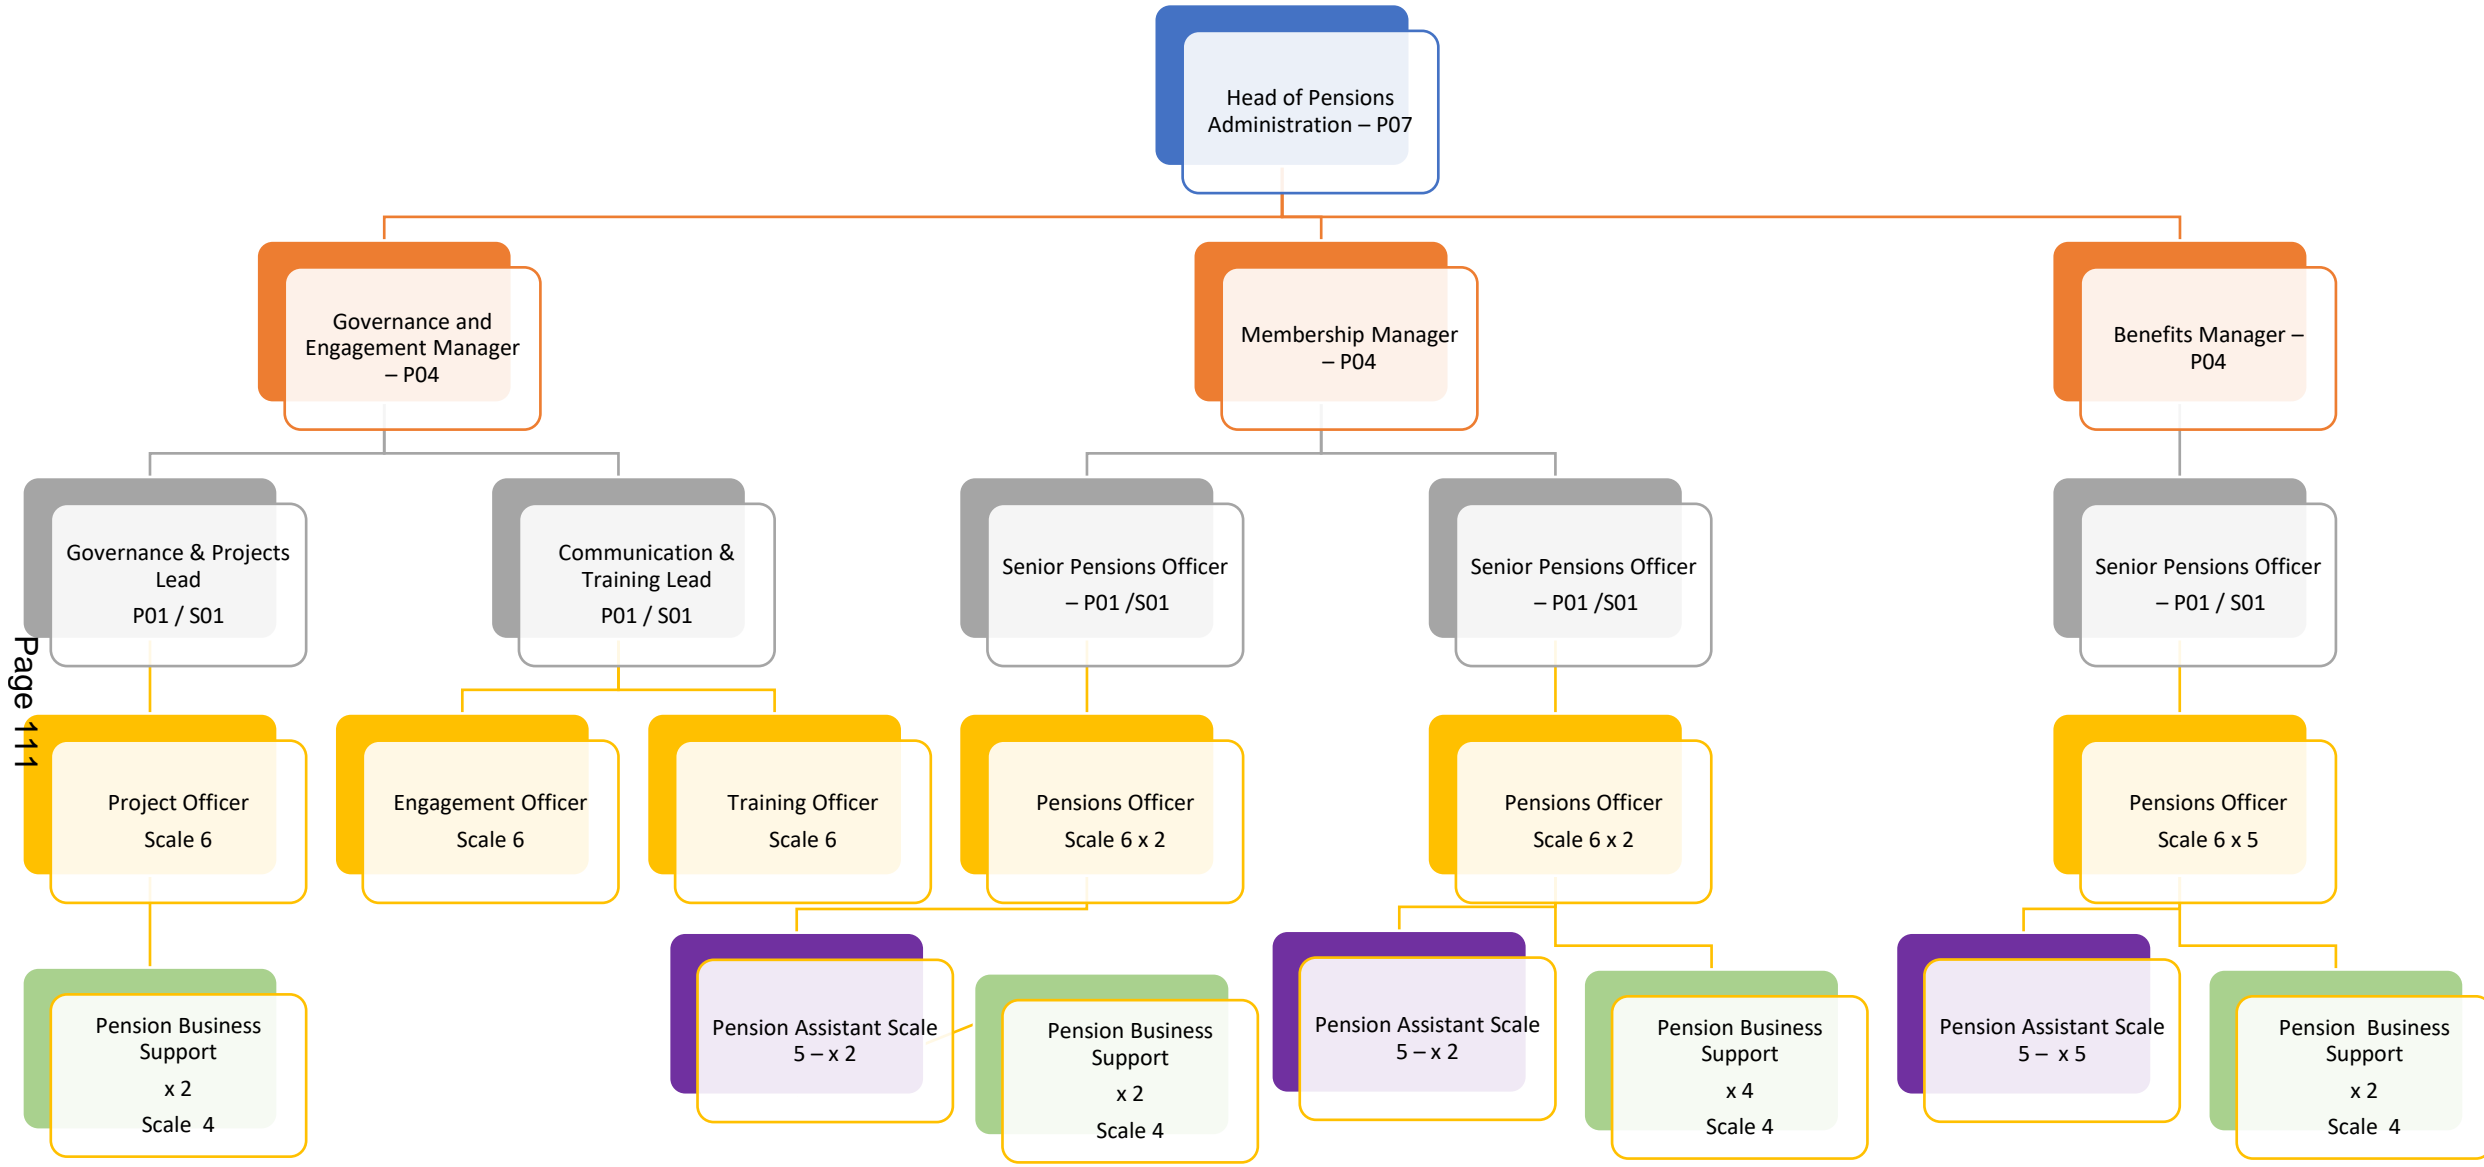 Head of Pensions
Administration – P07
Governance and
Engagement Manager
– P04
Membership Manager
– P04
Benefits Manager –
P04
Governance & Projects
Lead
P01 / S01
Communication &
Training Lead
P01 / S01
Senior Pensions Officer
– P01 /S01
Senior Pensions Officer
– P01 /S01
Senior Pensions Officer
– P01 / S01
Page 111
Project Officer
Scale 6
Engagement Officer
Scale 6
Training Officer
Scale 6
Pensions Officer
Scale 6 x 2
Pensions Officer
Scale 6 x 2
Pensions Officer
Scale 6 x 5
Pension Business
Support
x 2
Scale  4
Pension Assistant Scale
5 – x 2
Pension Business
Support
x 2
Scale 4
Pension Assistant Scale
5 – x 2
Pension Business
Support
x 4
Scale 4
Pension Assistant Scale
5 –  x 5
Pension  Business
Support
x 2
Scale  4